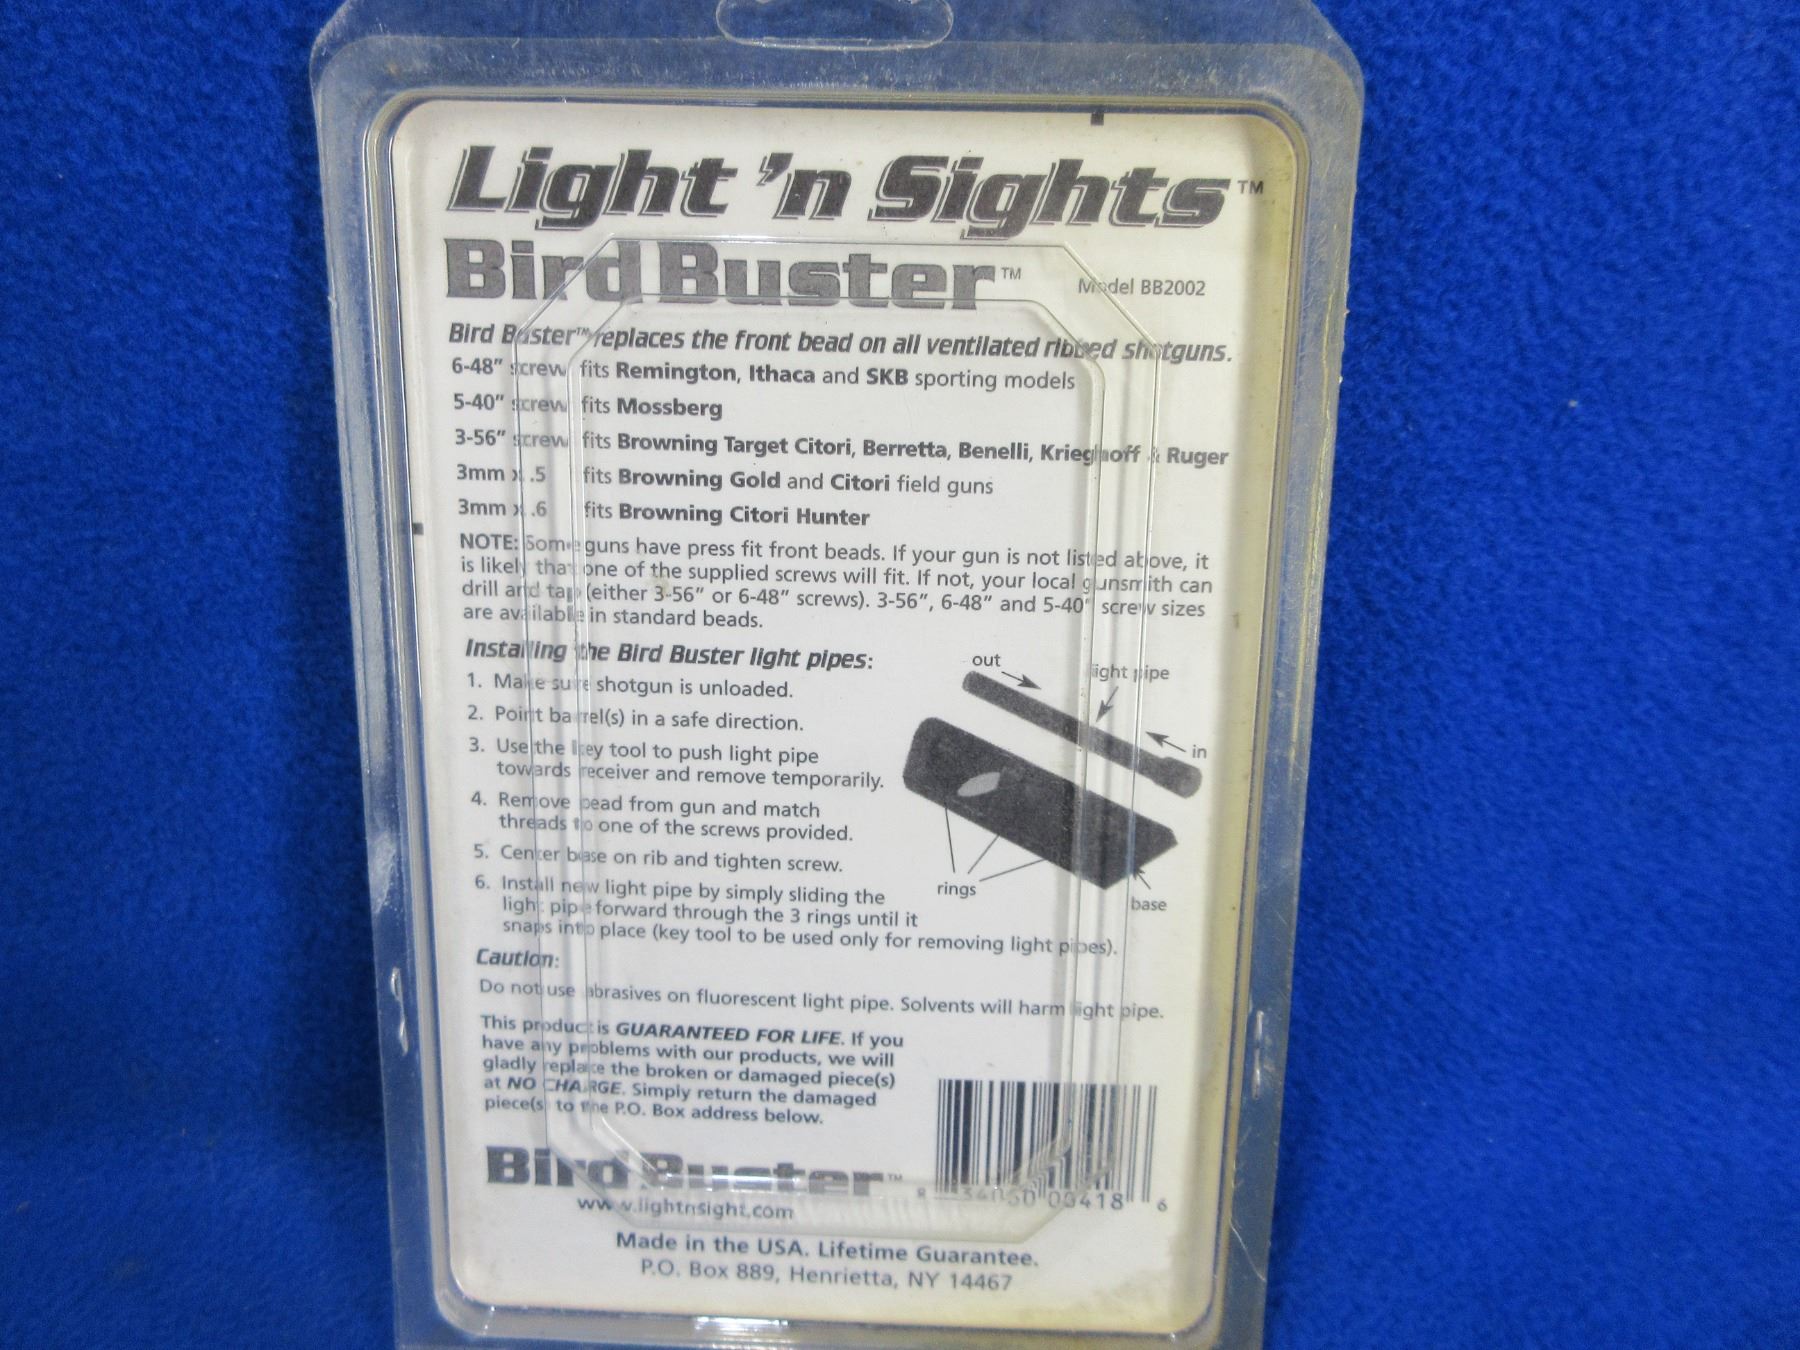 Light 'n Sights™
Bird Buster™ Model BB2002
Bird Buster™ replaces the front bead on all ventilated ribbed shotguns.
6-48" screw fits Remington, Ithaca and SKB sporting models
5-40" screw fits Mossberg
3-56" screw fits Browning Target Citori, Berretta, Benelli, Krieghoff & Ruger
3mm x .5 fits Browning Gold and Citori field guns
3mm x .6 fits Browning Citori Hunter
NOTE: Some guns have press fit front beads. If your gun is not listed above, it
is likely that one of the supplied screws will fit. If not, your local gunsmith can
drill and tap (either 3-56" or 6-48" screws). 3-56", 6-48" and 5-40" screw sizes
are available in standard beads.
Installing the Bird Buster light pipes:
1. Make sure shotgun is unloaded.
2. Point barrel(s) in a safe direction.
3. Use the key tool to push light pipe
towards receiver and remove temporarily.
4. Remove bead from gun and match
threads to one of the screws provided.
5. Center base on rib and tighten screw.
6. Install new light pipe by simply sliding the
light pipe forward through the 3 rings until it
snaps into place (key tool to be used only for removing light pipes).
out
light pipe
in
rings
base
Caution:
Do not use abrasives on fluorescent light pipe. Solvents will harm light pipe.
This product is GUARANTEED FOR LIFE. If you
have any problems with our products, we will
gladly replace the broken or damaged piece(s)
at NO CHARGE. Simply return the damaged
piece(s) to the P.O. Box address below.
Bird Buster™
www.lightnsight.com
8 34060 00418 6
Made in the USA. Lifetime Guarantee.
P.O. Box 889, Henrietta, NY 14467